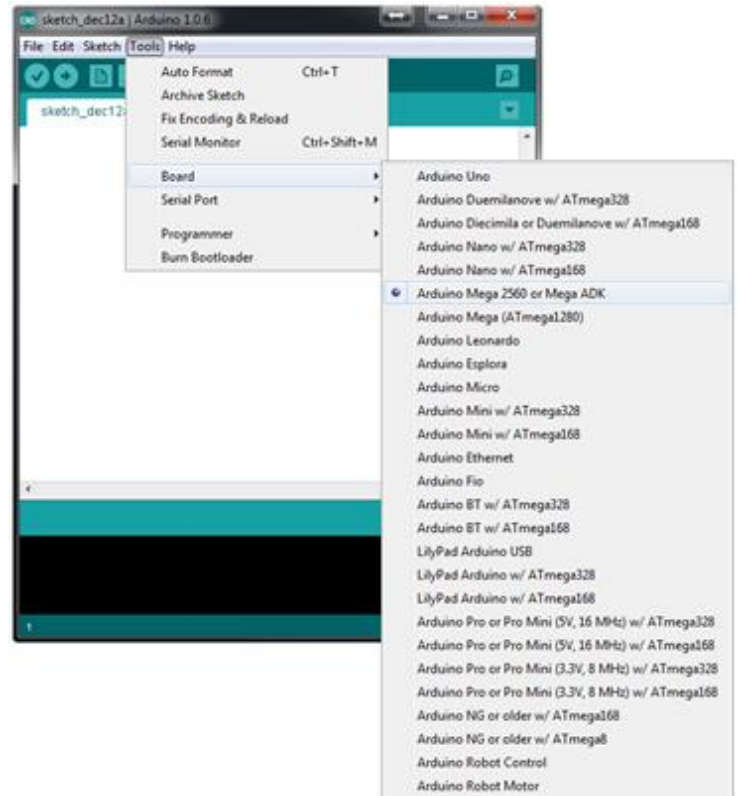 sketch_dec12a | Arduino 1.0.6
File Edit Sketch Tools Help
sketch_dec12a
Auto Format Ctrl+T
Archive Sketch
Fix Encoding & Reload
Serial Monitor Ctrl+Shift+M
Board
Serial Port
Programmer
Burn Bootloader
Arduino Uno
Arduino Duemilanove w/ ATmega328
Arduino Diecimila or Duemilanove w/ ATmega168
Arduino Nano w/ ATmega328
Arduino Nano w/ ATmega168
Arduino Mega 2560 or Mega ADK
Arduino Mega (ATmega1280)
Arduino Leonardo
Arduino Esplora
Arduino Micro
Arduino Mini w/ ATmega328
Arduino Mini w/ ATmega168
Arduino Ethernet
Arduino Fio
Arduino BT w/ ATmega328
Arduino BT w/ ATmega168
LilyPad Arduino USB
LilyPad Arduino w/ ATmega328
LilyPad Arduino w/ ATmega168
Arduino Pro or Pro Mini (5V, 16 MHz) w/ ATmega328
Arduino Pro or Pro Mini (5V, 16 MHz) w/ ATmega168
Arduino Pro or Pro Mini (3.3V, 8 MHz) w/ ATmega328
Arduino Pro or Pro Mini (3.3V, 8 MHz) w/ ATmega168
Arduino NG or older w/ ATmega168
Arduino NG or older w/ ATmega8
Arduino Robot Control
Arduino Robot Motor
1